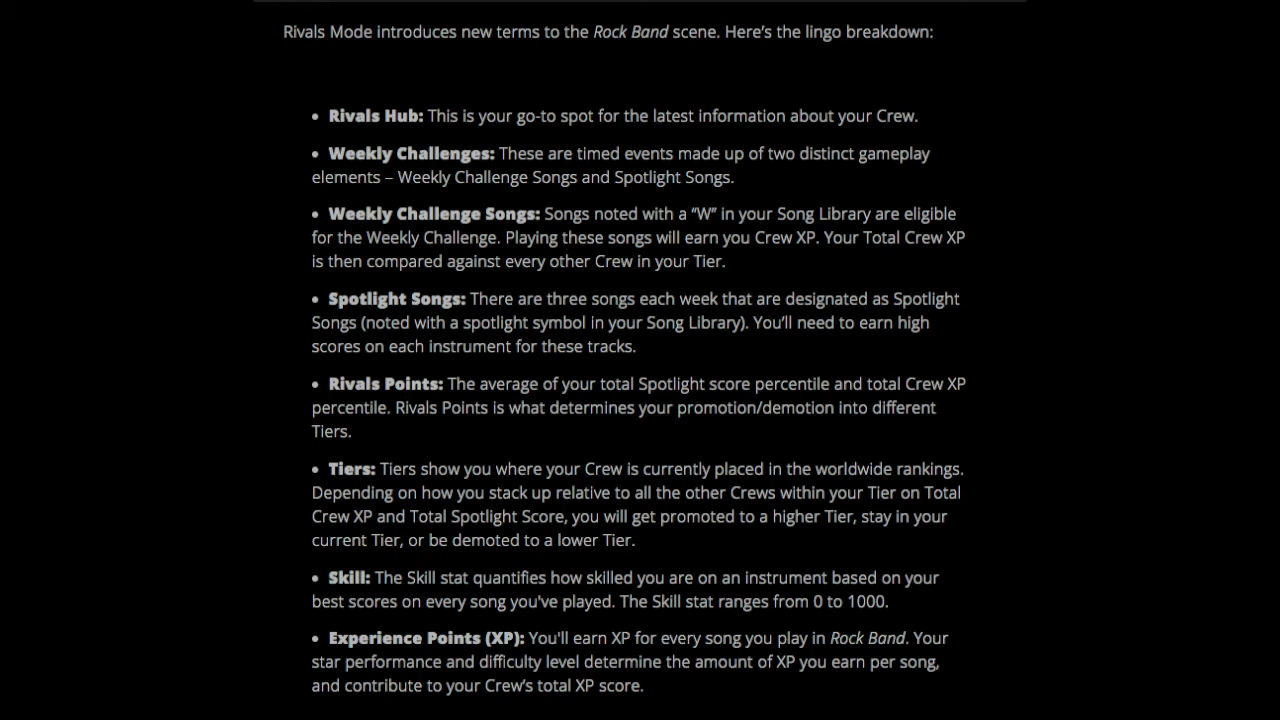 Rivals Mode introduces new terms to the Rock Band scene. Here’s the lingo breakdown:
• Rivals Hub: This is your go-to spot for the latest information about your Crew.
• Weekly Challenges: These are timed events made up of two distinct gameplay
elements – Weekly Challenge Songs and Spotlight Songs.
• Weekly Challenge Songs: Songs noted with a “W” in your Song Library are eligible
for the Weekly Challenge. Playing these songs will earn you Crew XP. Your Total Crew XP
is then compared against every other Crew in your Tier.
• Spotlight Songs: There are three songs each week that are designated as Spotlight
Songs (noted with a spotlight symbol in your Song Library). You’ll need to earn high
scores on each instrument for these tracks.
• Rivals Points: The average of your total Spotlight score percentile and total Crew XP
percentile. Rivals Points is what determines your promotion/demotion into different
Tiers.
• Tiers: Tiers show you where your Crew is currently placed in the worldwide rankings.
Depending on how you stack up relative to all the other Crews within your Tier on Total
Crew XP and Total Spotlight Score, you will get promoted to a higher Tier, stay in your
current Tier, or be demoted to a lower Tier.
• Skill: The Skill stat quantifies how skilled you are on an instrument based on your
best scores on every song you've played. The Skill stat ranges from 0 to 1000.
• Experience Points (XP): You'll earn XP for every song you play in Rock Band. Your
star performance and difficulty level determine the amount of XP you earn per song,
and contribute to your Crew’s total XP score.